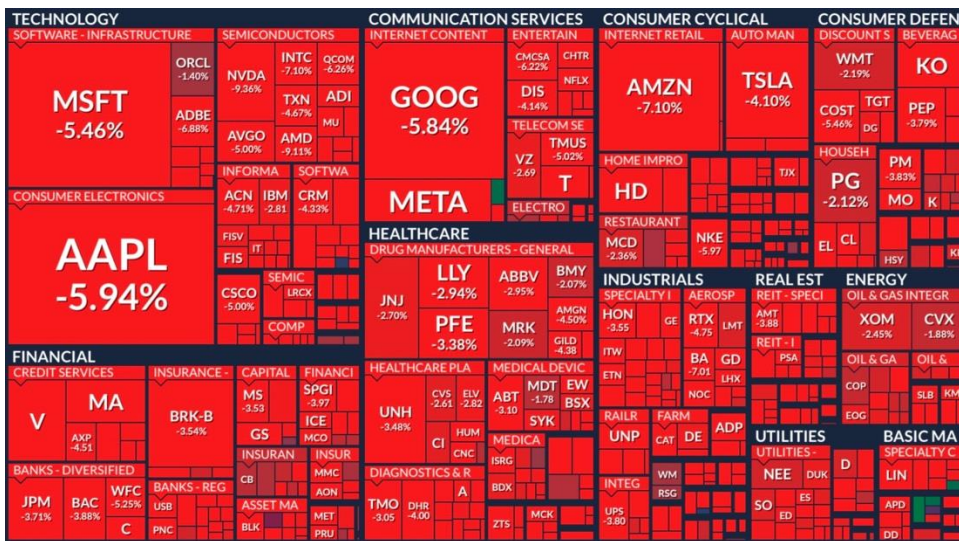 TECHNOLOGY
SOFTWARE - INFRASTRUCTURE
MSFT
-5.46%
ORCL
-1.40%
ADBE
-6.88%
SEMICONDUCTORS
NVDA
-9.36%
INTC
-7.10%
QCOM
-6.26%
TXN
-4.67%
ADI
AVGO
-5.00%
AMD
-9.11%
MU
CONSUMER ELECTRONICS
AAPL
-5.94%
INFORMA
ACN
-4.71%
IBM
-2.81
FISV
IT
FIS
SOFTWA
CRM
-4.33%
CSCO
-5.00%
SEMIC
LRCX
COMP
COMMUNICATION SERVICES
INTERNET CONTENT
GOOG
-5.84%
META
ENTERTAIN
CMCSA
-6.22%
CHTR
DIS
-4.14%
NFLX
TELECOM SE
VZ
-2.69
TMUS
-5.02%
T
ELECTRO
CONSUMER CYCLICAL
INTERNET RETAIL
AMZN
-7.10%
AUTO MAN
TSLA
-4.10%
HOME IMPRO
HD
TJX
RESTAURANT
MCD
-2.36%
NKE
-5.97
CONSUMER DEFEN
DISCOUNT S
WMT
-2.19%
COST
-5.46%
TGT
DG
BEVERAG
KO
PEP
-3.79%
HOUSEH
PG
-2.12%
EL
CL
PM
-3.83%
MO
K
HSY
HEALTHCARE
DRUG MANUFACTURERS - GENERAL
JNJ
-2.70%
LLY
-2.94%
ABBV
-2.95%
BMY
-2.07%
PFE
-3.38%
MRK
-2.09%
AMGN
-4.50%
GILD
-4.38
HEALTHCARE PLA
UNH
-3.48%
CVS
-2.61
ELV
-2.82
CI
HUM
CNC
MEDICAL DEVIC
ABT
-3.10
MDT
-1.78
EW
BSX
SYK
MEDICA
ISRG
BDX
DIAGNOSTICS & R
TMO
-3.05
DHR
-4.00
A
ZTS
MCK
FINANCIAL
CREDIT SERVICES
V
MA
AXP
-4.51
INSURANCE -
BRK-B
-3.54%
CAPITAL
MS
-3.53
GS
FINANCI
SPGI
-3.97
ICE
MCO
BANKS - DIVERSIFIED
JPM
-3.71%
BAC
-3.88%
WFC
-5.25%
C
BANKS - REG
USB
PNC
INSURAN
CB
ASSET MA
BLK
INSUR
MMC
AON
MET
PRU
INDUSTRIALS
SPECIALTY I
HON
-3.55
GE
ITW
ETN
AEROSP
RTX
-4.75
LMT
BA
-7.01
GD
LHX
NOC
RAILR
UNP
FARM
CAT
DE
ADP
WM
RSG
INTEG
UPS
-3.80
REAL EST
REIT - SPECI
AMT
-3.88
REIT - I
PSA
ENERGY
OIL & GAS INTEGR
XOM
-2.45%
CVX
-1.88%
OIL & GA
COP
EOG
OIL &
SLB
KM
UTILITIES
UTILITIES -
NEE
DUK
SO
ES
ED
D
BASIC MA
SPECIALTY C
LIN
APD
DD